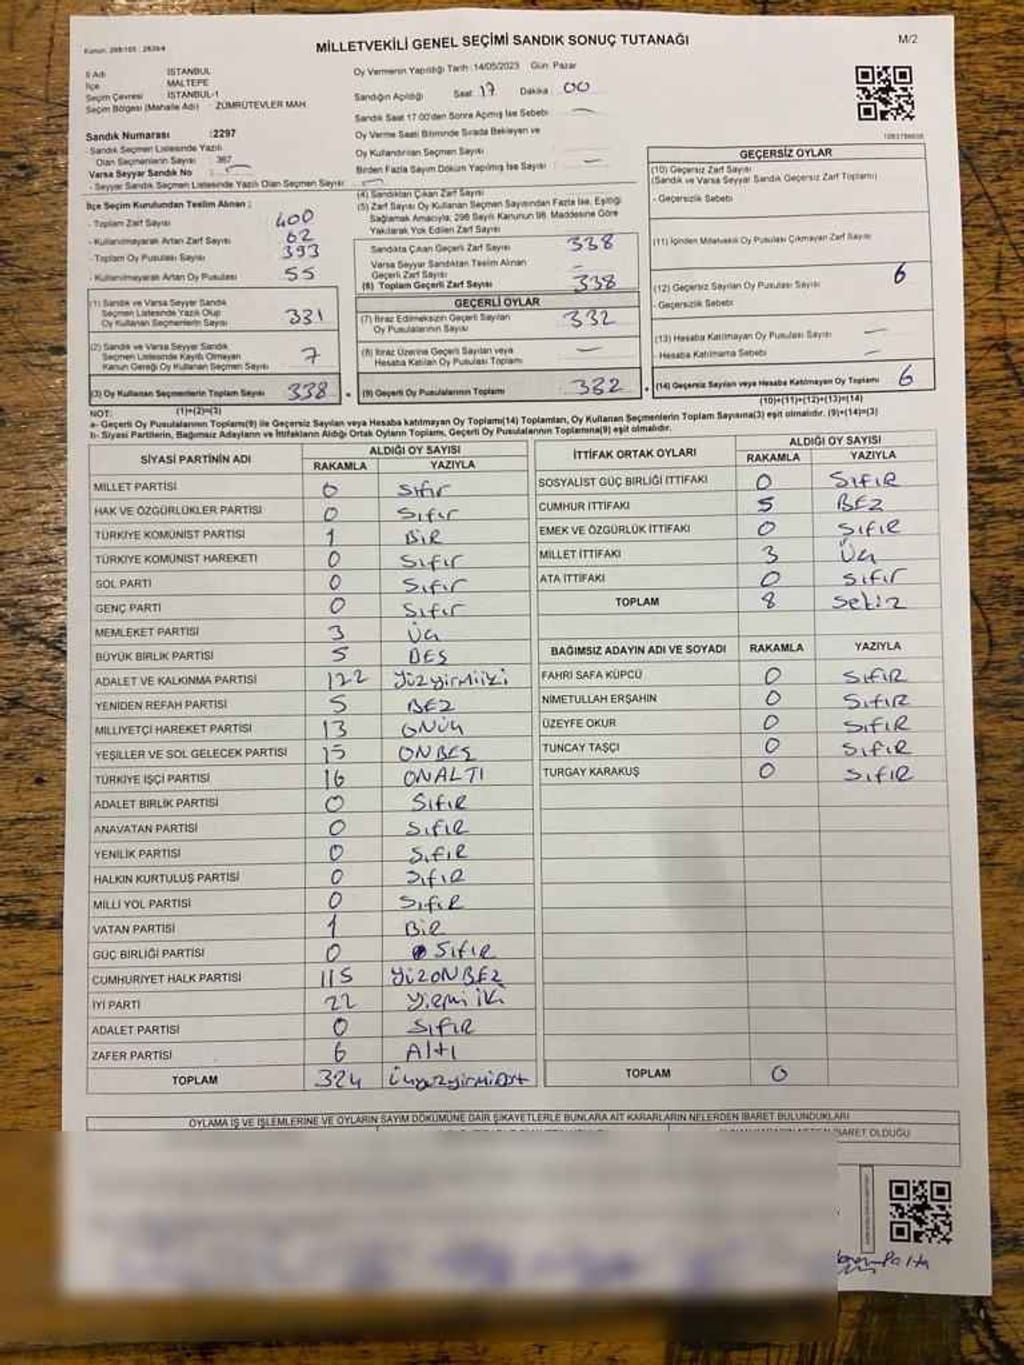 Kanun: 298/105 : 2839/4
MİLLETVEKİLİ GENEL SEÇİMİ SANDIK SONUÇ TUTANAĞI
M/2
İl Adı İSTANBUL
İlçe MALTEPE
Seçim Çevresi İSTANBUL-1
Seçim Bölgesi (Mahalle Adı) : ZÜMRÜTEVLER MAH.
Sandık Numarası :2297
- Sandık Seçmen Listesinde Yazılı
Olan Seçmenlerin Sayısı 367
Varsa Seyyar Sandık No
- Seyyar Sandık Seçmen Listesinde Yazılı Olan Seçmen Sayısı
Oy Vermenin Yapıldığı Tarih :14/05/2023 Gün: Pazar
Sandığın Açıldığı Saat 17 Dakika 00
Sandık Saat 17.00'den Sonra Açılmış İse Sebebi
Oy Verme Saati Bitiminde Sırada Bekleyen ve
Oy Kullandırılan Seçmen Sayısı
Birden Fazla Sayım Döküm Yapılmış İse Sayısı
İlçe Seçim Kurulundan Teslim Alınan :
- Toplam Zarf Sayısı 400
- Kullanılmayarak Artan Zarf Sayısı 62
- Toplam Oy Pusulası Sayısı 393
- Kullanılmayarak Artan Oy Pusulası 55
(1) Sandık ve Varsa Seyyar Sandık
Seçmen Listesinde Yazılı Olup
Oy Kullanan Seçmenlerin Sayısı 331
(2) Sandık ve Varsa Seyyar Sandık
Seçmen Listesinde Kayıtlı Olmayan
Kanun Gereği Oy Kullanan Seçmen Sayısı 7
(3) Oy Kullanan Seçmenlerin Toplam Sayısı 338
(1)+(2)=(3)
(4) Sandıktan Çıkan Zarf Sayısı
(5) Zarf Sayısı Oy Kullanan Seçmen Sayısından Fazla İse, Eşitliği
Sağlamak Amacıyla; 298 Sayılı Kanunun 98. Maddesine Göre
Yakılarak Yok Edilen Zarf Sayısı
Sandıkta Çıkan Geçerli Zarf Sayısı 338
Varsa Seyyar Sandıktan Teslim Alınan
Geçerli Zarf Sayısı
(6) Toplam Geçerli Zarf Sayısı 338
GEÇERLİ OYLAR
(7) İtiraz Edilmeksizin Geçerli Sayılan
Oy Pusulalarının Sayısı 332
(8) İtiraz Üzerine Geçerli Sayılan veya
Hesaba Katılan Oy Pusulası Toplamı
(9) Geçerli Oy Pusulalarının Toplamı 332
GEÇERSİZ OYLAR
(10) Geçersiz Zarf Sayısı
(Sandık ve Varsa Seyyar Sandık Geçersiz Zarf Toplamı)
- Geçersizlik Sebebi
(11) İçinden Milletvekili Oy Pusulası Çıkmayan Zarf Sayısı
(12) Geçersiz Sayılan Oy Pusulası Sayısı 6
- Geçersizlik Sebebi
(13) Hesaba Katılmayan Oy Pusulası Sayısı
- Hesaba Katılmama Sebebi
(14) Geçersiz Sayılan veya Hesaba Katılmayan Oy Toplamı 6
(10)+(11)+(12)+(13)=(14)
NOT:
a- Geçerli Oy Pusulaları Toplamı(9) ile Geçersiz Sayılan veya Hesaba katılmayan Oy Toplamı(14) Toplamları, Oy Kullanan Seçmenlerin Toplam Sayısına(3) eşit olmalıdır. (9)+(14)=(3)
b- Siyasi Partilerin, Bağımsız Adayların ve İttifakların Aldığı Ortak Oyların Toplamı, Geçerli Oy Pusulalarının Toplamına(9) eşit olmalıdır.
SİYASİ PARTİNİN ADI ALDIĞI OY SAYISI
RAKAMLA YAZIYLA
MİLLET PARTİSİ 0 Sıfır
HAK VE ÖZGÜRLÜKLER PARTİSİ 0 Sıfır
TÜRKİYE KOMÜNİST PARTİSİ 1 BİR
TÜRKİYE KOMÜNİST HAREKETİ 0 Sıfır
SOL PARTİ 0 Sıfır
GENÇ PARTİ 0 Sıfır
MEMLEKET PARTİSİ 3 Üç
BÜYÜK BİRLİK PARTİSİ 5 BEŞ
ADALET VE KALKINMA PARTİSİ 122 Yüzyirmiiki
YENİDEN REFAH PARTİSİ 5 BEZ
MİLLİYETÇİ HAREKET PARTİSİ 13 ONÜÇ
YEŞİLLER VE SOL GELECEK PARTİSİ 15 ONBEŞ
TÜRKİYE İŞÇİ PARTİSİ 16 ONALTI
ADALET BİRLİK PARTİSİ 0 SıfıR
ANAVATAN PARTİSİ 0 SıfıR
YENİLİK PARTİSİ 0 SıfıR
HALKIN KURTULUŞ PARTİSİ 0 SıfıR
MİLLİ YOL PARTİSİ 0 SıfıR
VATAN PARTİSİ 1 BİR
GÜÇ BİRLİĞİ PARTİSİ 0 SıfıR
CUMHURİYET HALK PARTİSİ 115 YÜZONBEZ
İYİ PARTİ 22 YİRMİ İKİ
ADALET PARTİSİ 0 SıfıR
ZAFER PARTİSİ 6 Altı
TOPLAM 324
İTTİFAK ORTAK OYLARI ALDIĞI OY SAYISI
RAKAMLA YAZIYLA
SOSYALİST GÜÇ BİRLİĞİ İTTİFAKI 0 SıfıR
CUMHUR İTTİFAKI 5 BEZ
EMEK VE ÖZGÜRLÜK İTTİFAKI 0 SıfıR
MİLLET İTTİFAKI 3 Üç
ATA İTTİFAKI 0 Sıfır
TOPLAM 8 Sekiz
BAĞIMSIZ ADAYIN ADI VE SOYADI RAKAMLA YAZIYLA
FAHRİ SAFA KÜPCÜ 0 SıfıR
NİMETULLAH ERŞAHİN 0 SıfıR
ÜZEYFE OKUR 0 SıfıR
TUNCAY TAŞÇI 0 SıfıR
TURGAY KARAKUŞ 0 SıfıR
TOPLAM 0
OYLAMA İŞ VE İŞLEMLERİNE VE OYLARIN SAYIM DÖKÜMÜNE DAİR ŞİKAYETLERLE BUNLARA AİT KARARLARIN NELERDEN İBARET BULUNDUKLARI
İBARET OLDUĞU